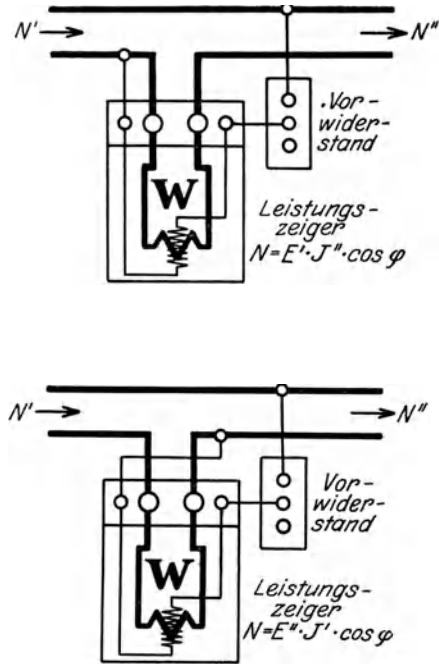 N' N"
.Vor-
wider-
stand
W
Leistungs-
zeiger
N=E'·J"·cos φ
N' N"
Vor-
wider-
stand
W
Leistungs-
zeiger
N=E"·J'·cos φ